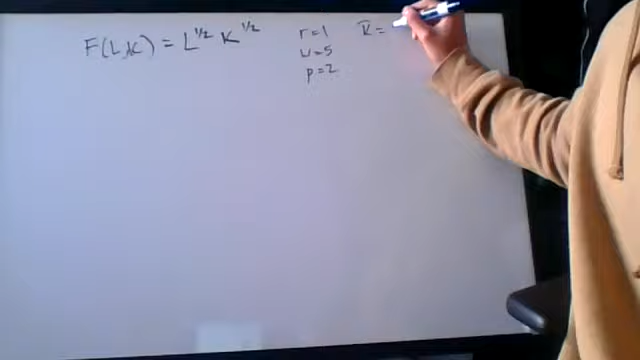 F(L,K) = L^1/2 K^1/2
r=1
w=5
p=2
K̅=